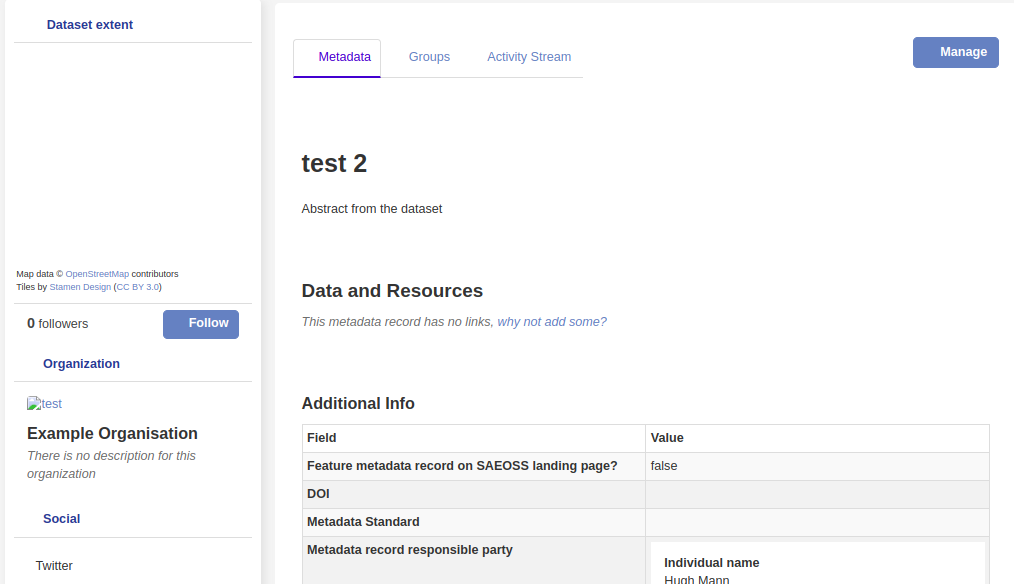 Dataset extent
Map data © OpenStreetMap contributors
Tiles by Stamen Design (CC BY 3.0)
0 followers
Follow
Organization
test
Example Organisation
There is no description for this
organization
Social
Twitter
Metadata
Groups
Activity Stream
Manage
test 2
Abstract from the dataset
Data and Resources
This metadata record has no links, why not add some?
Additional Info
Field Value
Feature metadata record on SAEOSS landing page? false
DOI
Metadata Standard
Metadata record responsible party
Individual name
Hugh Mann